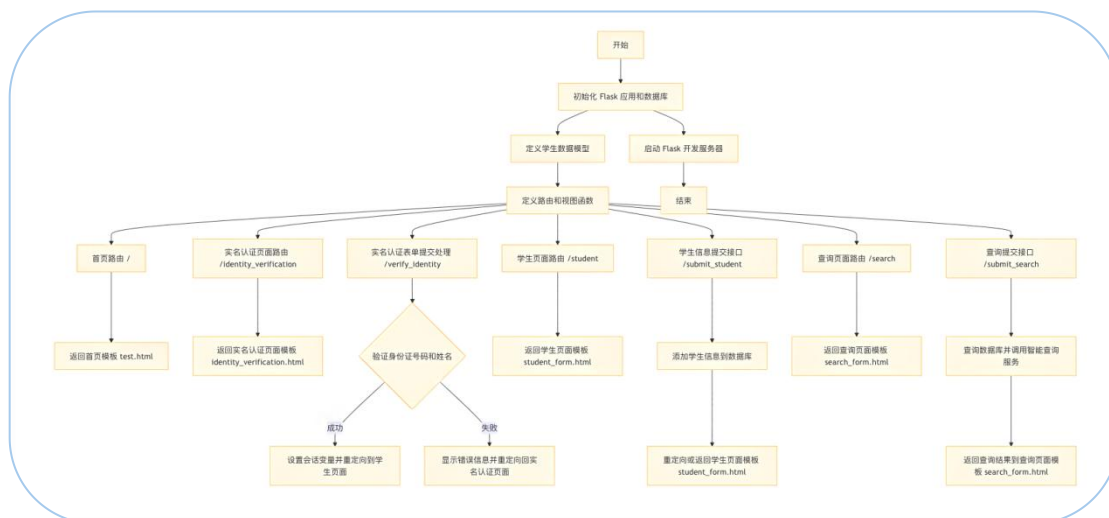 开始
初始化 Flask 应用和数据库
定义学生数据模型
启动 Flask 开发服务器
定义路由和视图函数
结束
首页路由 /
实名认证页面路由
/identity_verification
实名认证表单提交处理
/verify_identity
学生页面路由 /student
学生信息提交接口
/submit_student
查询页面路由 /search
查询提交接口
/submit_search
返回首页模板 test.html
返回实名认证页面模板
identity_verification.html
验证身份证号码和姓名
返回学生页面模板
student_form.html
添加学生信息到数据库
返回查询页面模板
search_form.html
查询数据库并调用智能查询
服务
成功
失败
设置会话变量并重定向到学
生页面
显示错误信息并重定向回实
名认证页面
重定向或返回学生页面模板
student_form.html
返回查询结果到查询页面模
板 search_form.html